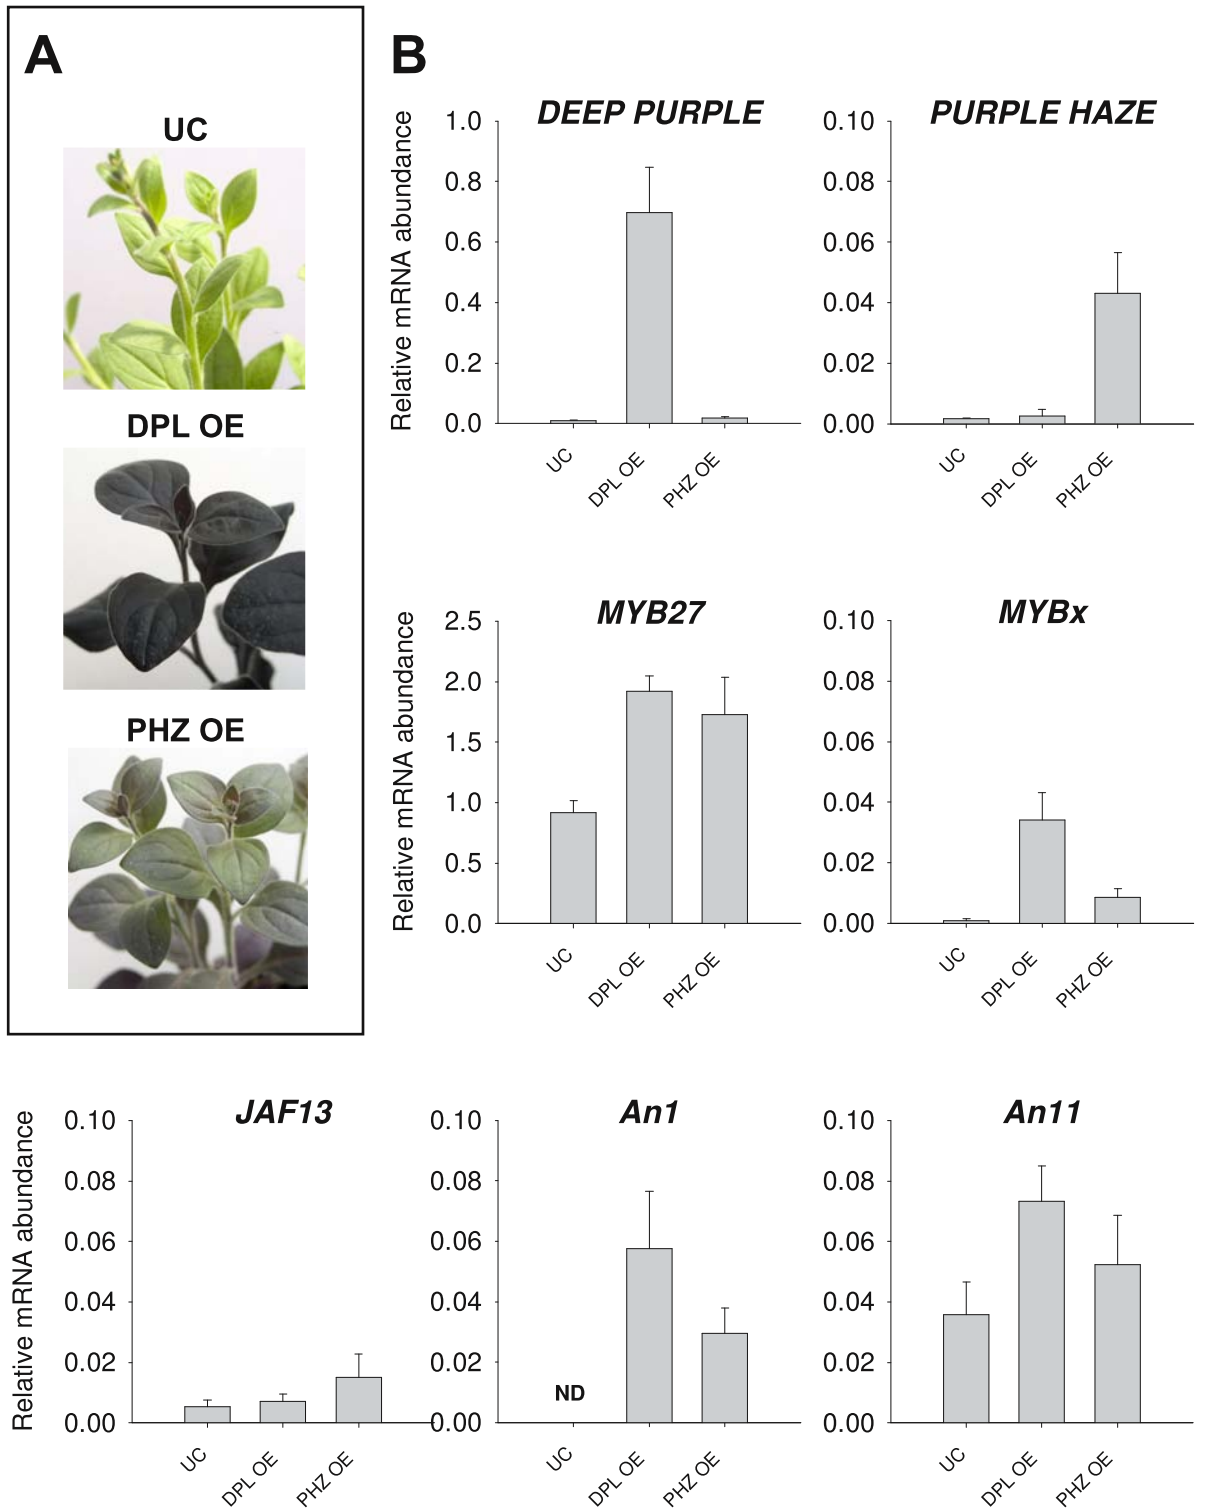 A
UC
DPL OE
PHZ OE
B
DEEP PURPLE
Relative mRNA abundance
1.0
0.8
0.6
0.4
0.2
0.0
UC
DPL OE
PHZ OE
PURPLE HAZE
0.10
0.08
0.06
0.04
0.02
0.00
UC
DPL OE
PHZ OE
MYB27
Relative mRNA abundance
2.5
2.0
1.5
1.0
0.5
0.0
UC
DPL OE
PHZ OE
MYBx
0.10
0.08
0.06
0.04
0.02
0.00
UC
DPL OE
PHZ OE
JAF13
Relative mRNA abundance
0.10
0.08
0.06
0.04
0.02
0.00
UC
DPL OE
PHZ OE
An1
0.10
0.08
0.06
0.04
0.02
0.00
ND
UC
DPL OE
PHZ OE
An11
0.10
0.08
0.06
0.04
0.02
0.00
UC
DPL OE
PHZ OE